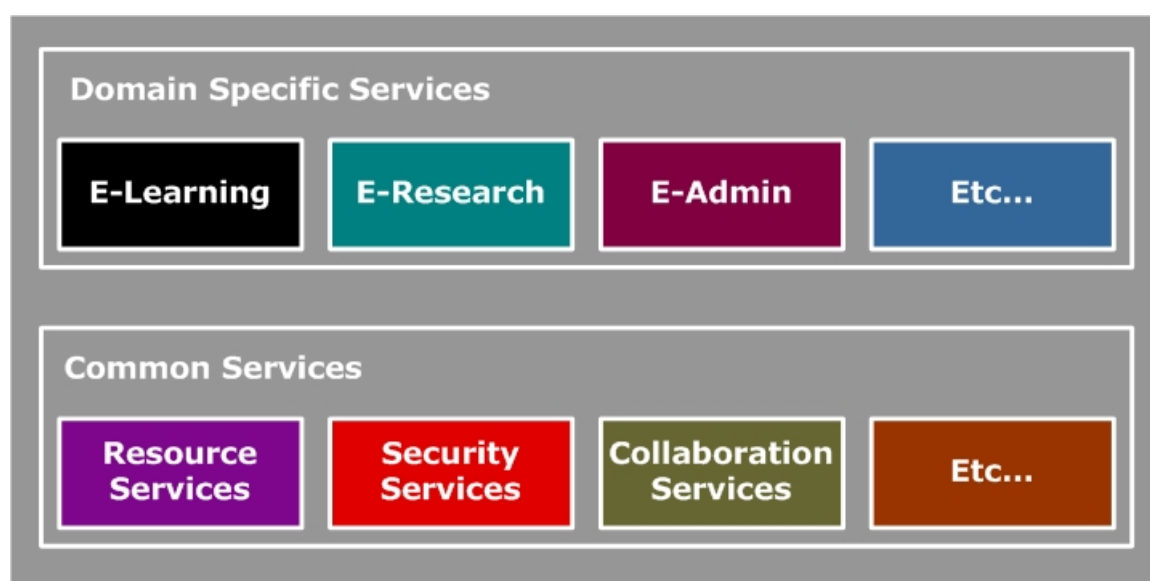 Domain Specific Services
E-Learning
E-Research
E-Admin
Etc...
Common Services
Resource
Services
Security
Services
Collaboration
Services
Etc...